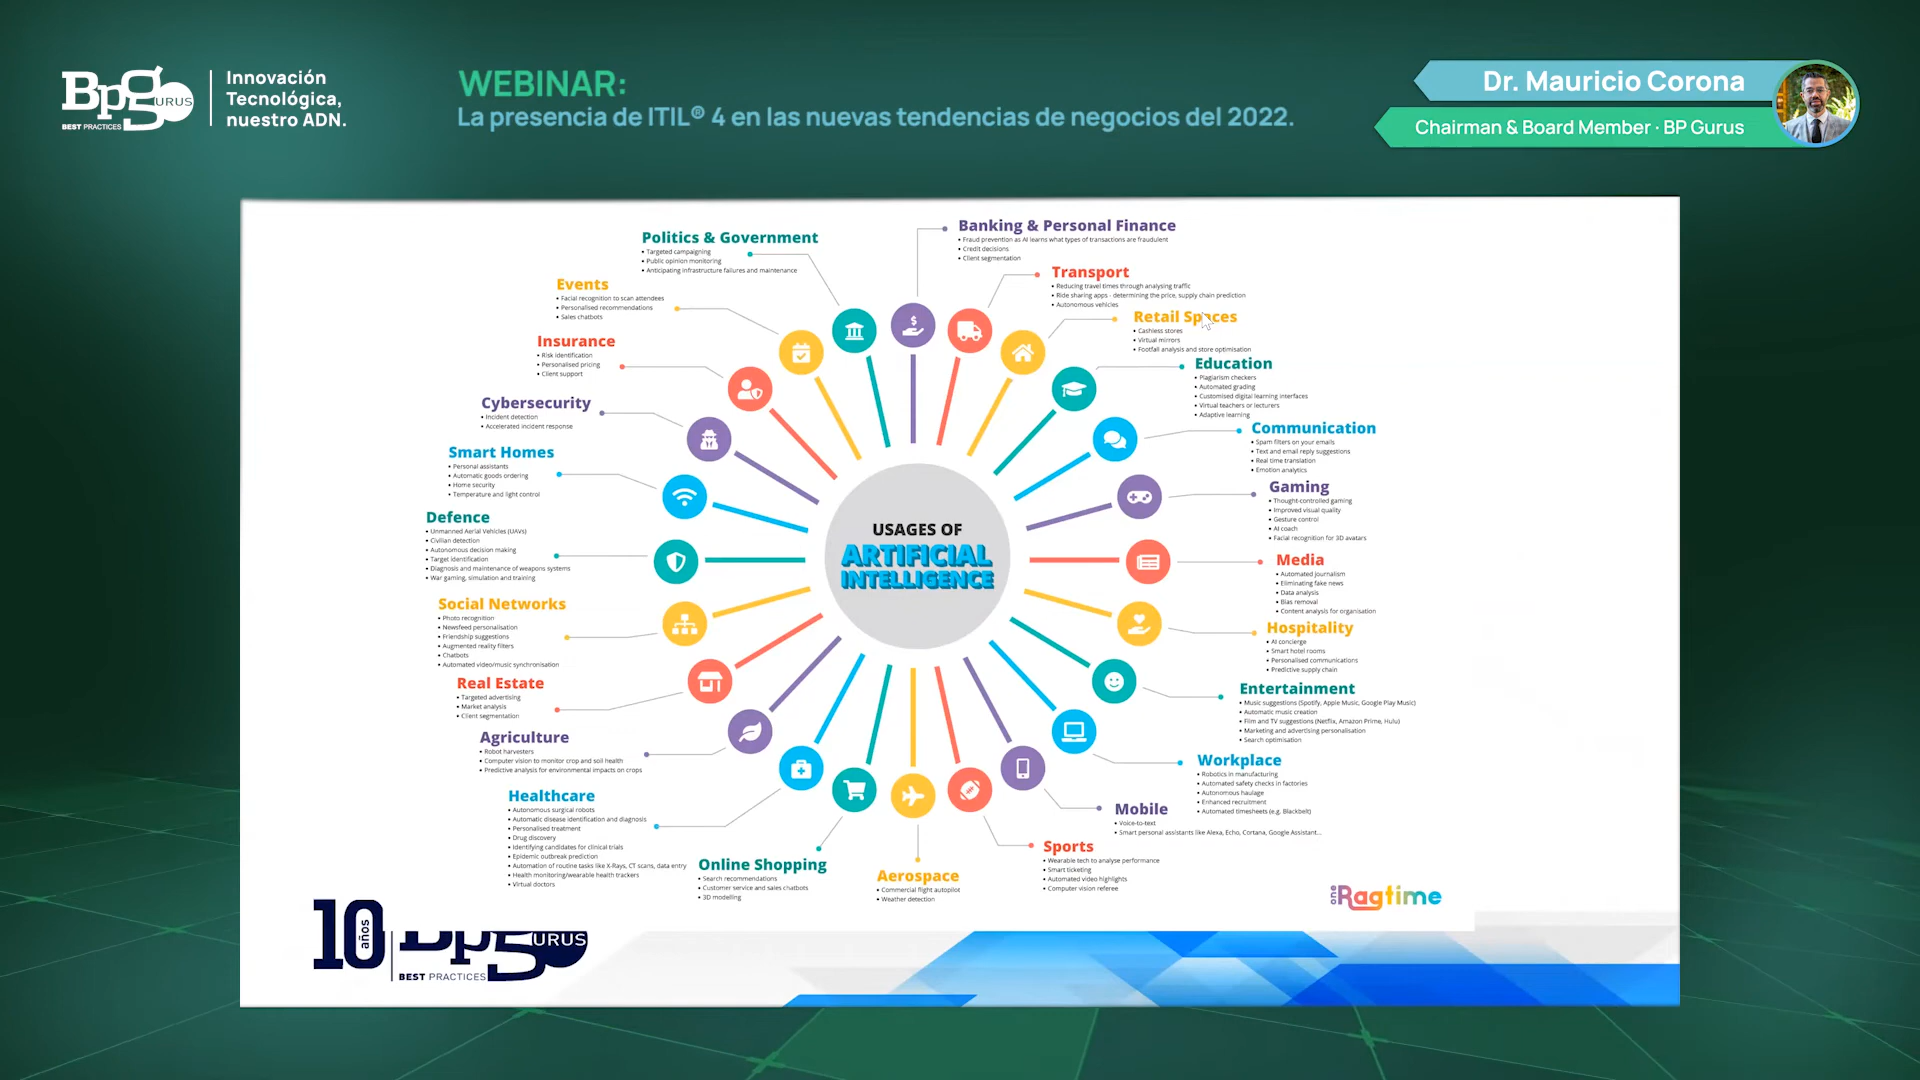 Bpgurus
BEST PRACTICES
Innovación
Tecnológica,
nuestro ADN.
WEBINAR:
La presencia de ITIL® 4 en las nuevas tendencias de negocios del 2022.
Dr. Mauricio Corona
Chairman & Board Member · BP Gurus
USAGES OF
ARTIFICIAL
INTELLIGENCE
Banking & Personal Finance
• Fraud prevention as AI learns what types of transactions are fraudulent
• Credit decisions
• Client segmentation
Transport
• Reducing travel times through analysing traffic
• Ride sharing apps - determining the price, supply chain prediction
• Autonomous vehicles
Retail Spaces
• Cashless stores
• Virtual mirrors
• Footfall analysis and store optimisation
Education
• Plagiarism checkers
• Automated grading
• Customised digital learning interfaces
• Virtual teachers or lecturers
• Adaptive learning
Communication
• Spam filters on your emails
• Text and email reply suggestions
• Real time translation
• Emotion analytics
Gaming
• Thought-controlled gaming
• Improved visual quality
• Gesture control
• AI coach
• Facial recognition for 3D avatars
Media
• Automated journalism
• Eliminating fake news
• Data analysis
• Bias removal
• Content analysis for organisation
Hospitality
• AI concierge
• Smart hotel rooms
• Personalised communications
• Predictive supply chain
Entertainment
• Music suggestions (Spotify, Apple Music, Google Play Music)
• Automatic music creation
• Film and TV suggestions (Netflix, Amazon Prime, Hulu)
• Marketing and advertising personalisation
• Search optimisation
Workplace
• Robotics in manufacturing
• Automated safety checks in factories
• Autonomous haulage
• Enhanced recruitment
• Automated timesheets (e.g. Blackbelt)
Mobile
• Voice-to-text
• Smart personal assistants like Alexa, Echo, Cortana, Google Assistant...
Sports
• Wearable tech to analyse performance
• Smart ticketing
• Automated video highlights
• Computer vision referee
Aerospace
• Commercial flight autopilot
• Weather detection
Online Shopping
• Search recommendations
• Customer service and sales chatbots
• 3D modelling
Healthcare
• Autonomous surgical robots
• Automatic disease identification and diagnosis
• Personalised treatment
• Drug discovery
• Identifying candidates for clinical trials
• Epidemic outbreak prediction
• Automation of routine tasks like X-Rays, CT scans, data entry
• Health monitoring/wearable health trackers
• Virtual doctors
Agriculture
• Robot harvesters
• Computer vision to monitor crop and soil health
• Predictive analysis for environmental impacts on crops
Real Estate
• Targeted advertising
• Market analysis
• Client segmentation
Social Networks
• Photo recognition
• Newsfeed personalisation
• Friendship suggestions
• Augmented reality filters
• Chatbots
• Automated video/music synchronisation
Defence
• Unmanned Aerial Vehicles (UAVs)
• Civilian detection
• Autonomous decision making
• Target identification
• Diagnosis and maintenance of weapons systems
• War gaming, simulation and training
Smart Homes
• Personal assistants
• Automatic goods ordering
• Home security
• Temperature and light control
Cybersecurity
• Incident detection
• Accelerated incident response
Insurance
• Risk identification
• Personalised pricing
• Client support
Events
• Facial recognition to scan attendees
• Personalised recommendations
• Sales chatbots
Politics & Government
• Targeted campaigning
• Public opinion monitoring
• Anticipating infrastructure failures and maintenance
one Ragtime
10 años
Bpgurus
BEST PRACTICES